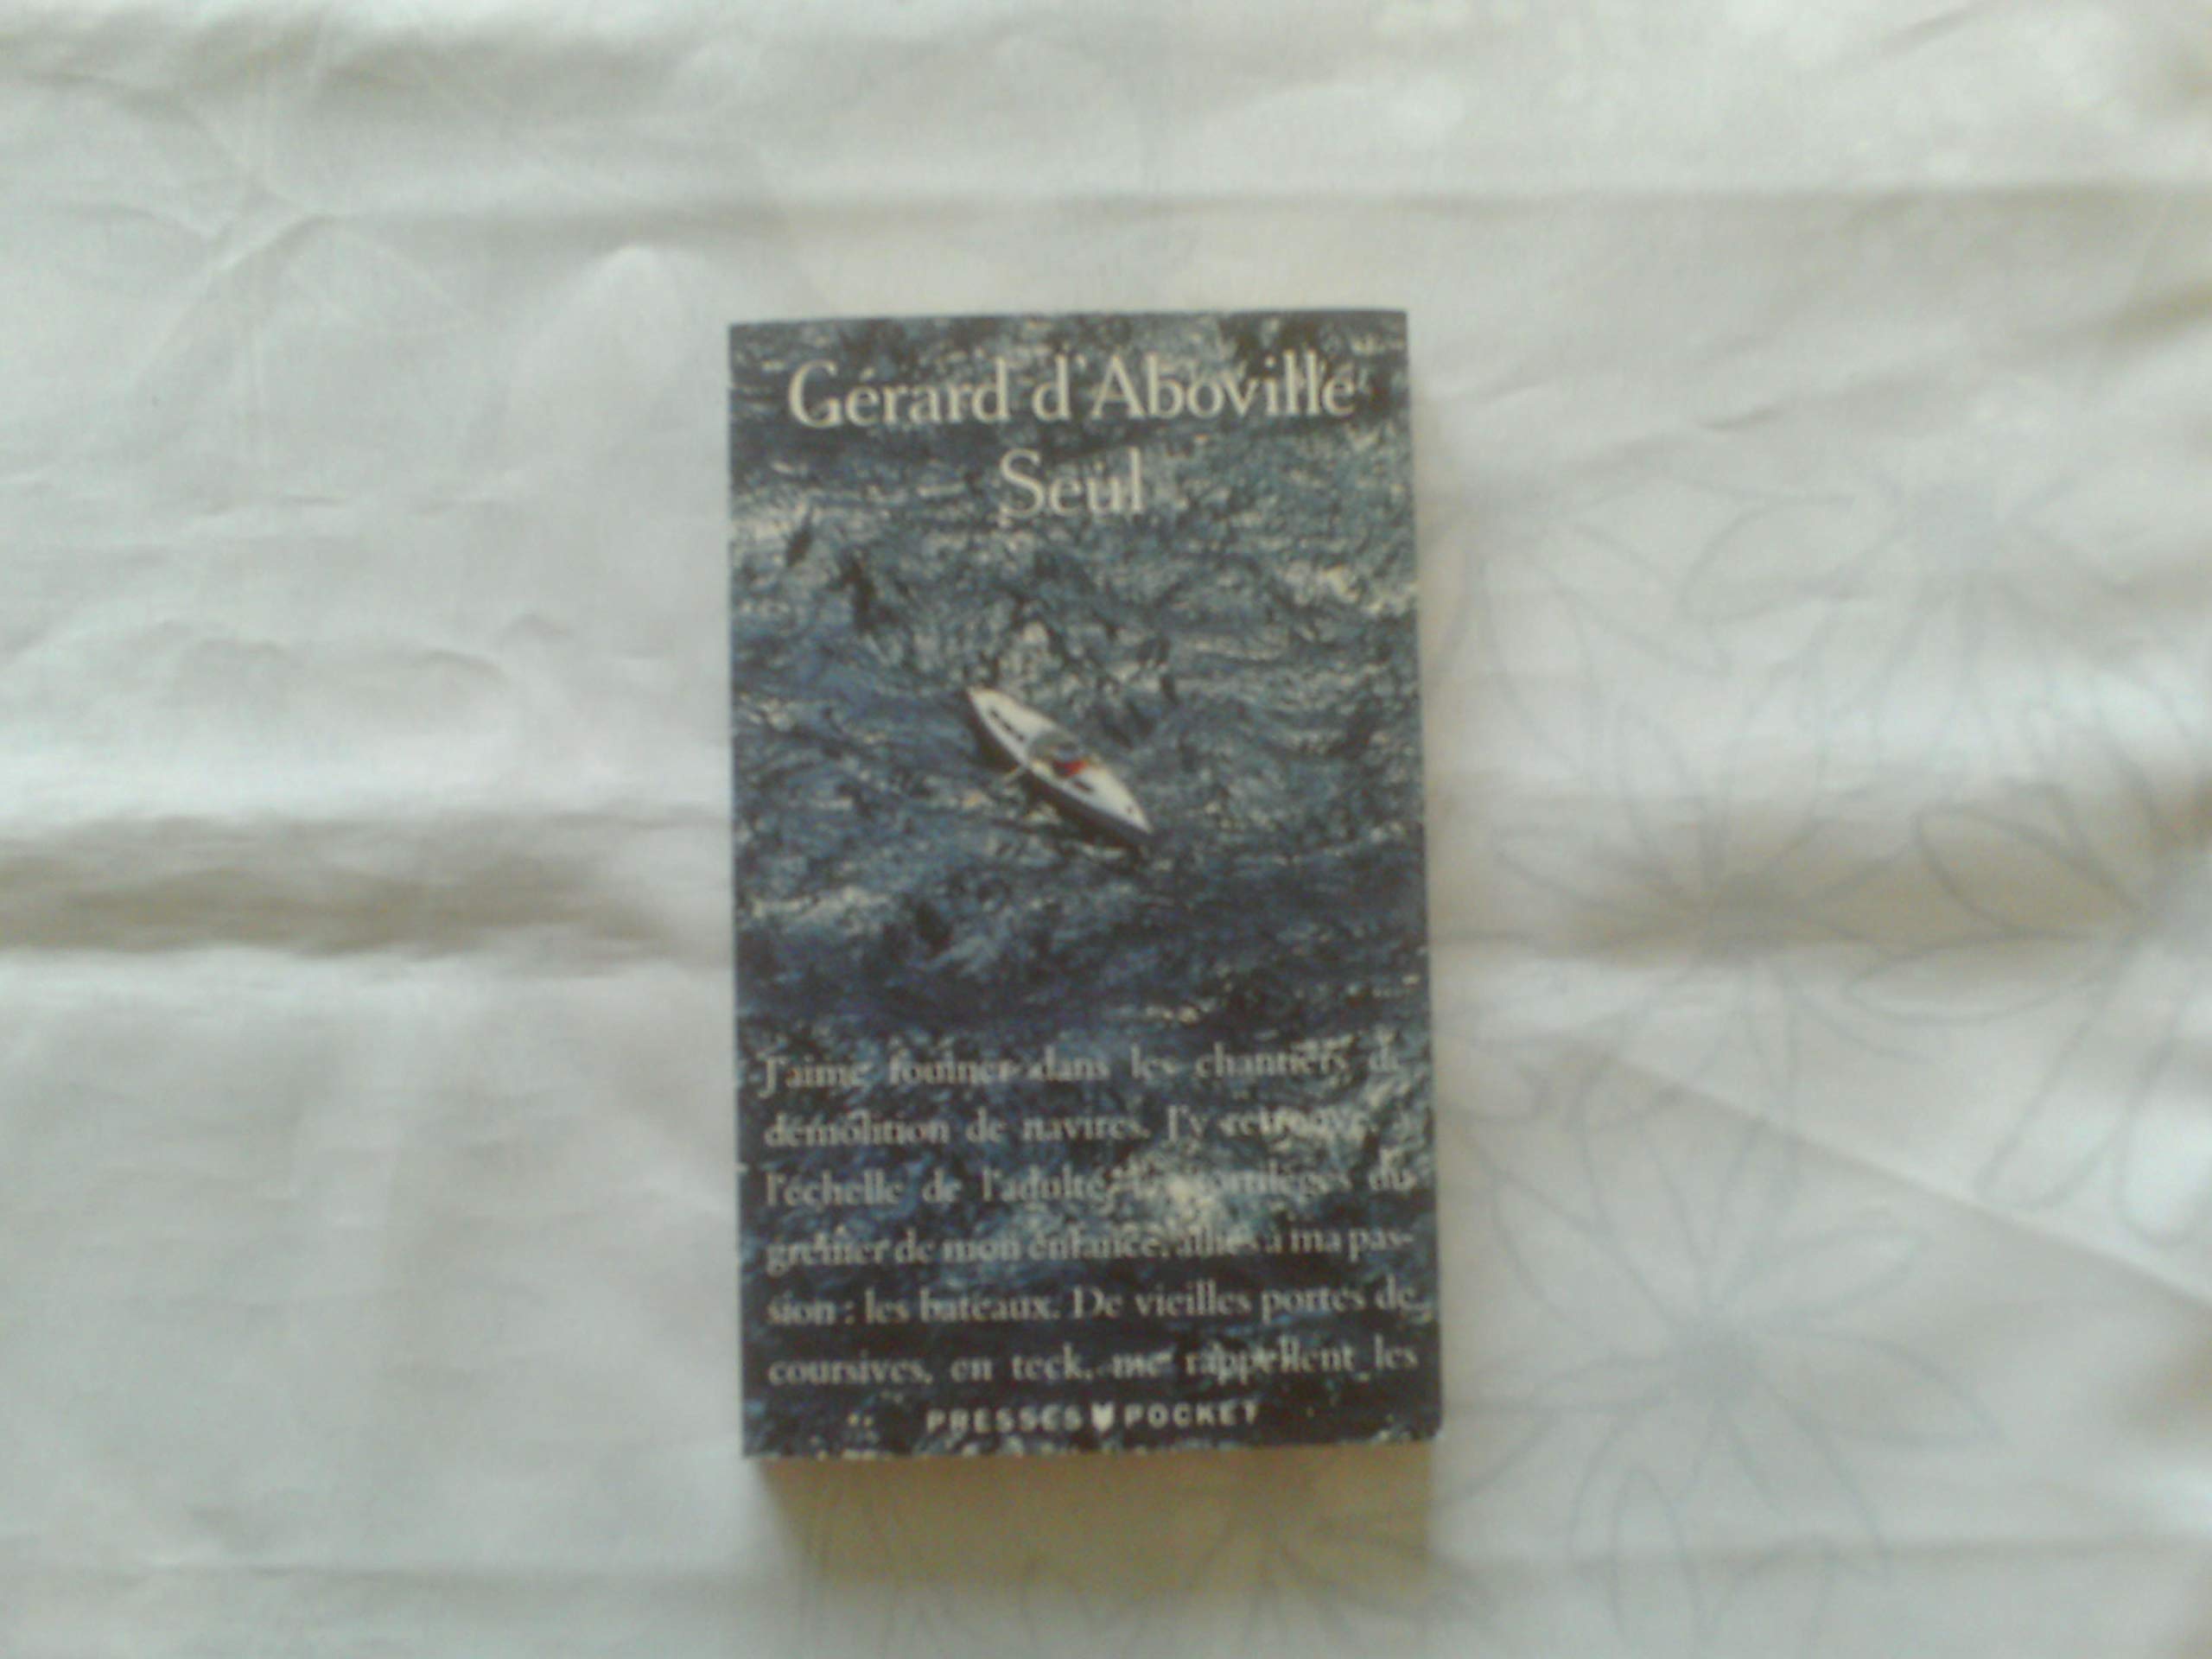 Gérard d'Aboville
Seul
J'aime fouiner dans les chantiers de
démolition de navires. J'y retrouve, à
l'échelle de l'adulte, les sortilèges du
grenier de mon enfance, alliés à ma pas-
sion : les bateaux. De vieilles portes de
coursives, en teck, me rappellent les
PRESSES POCKET